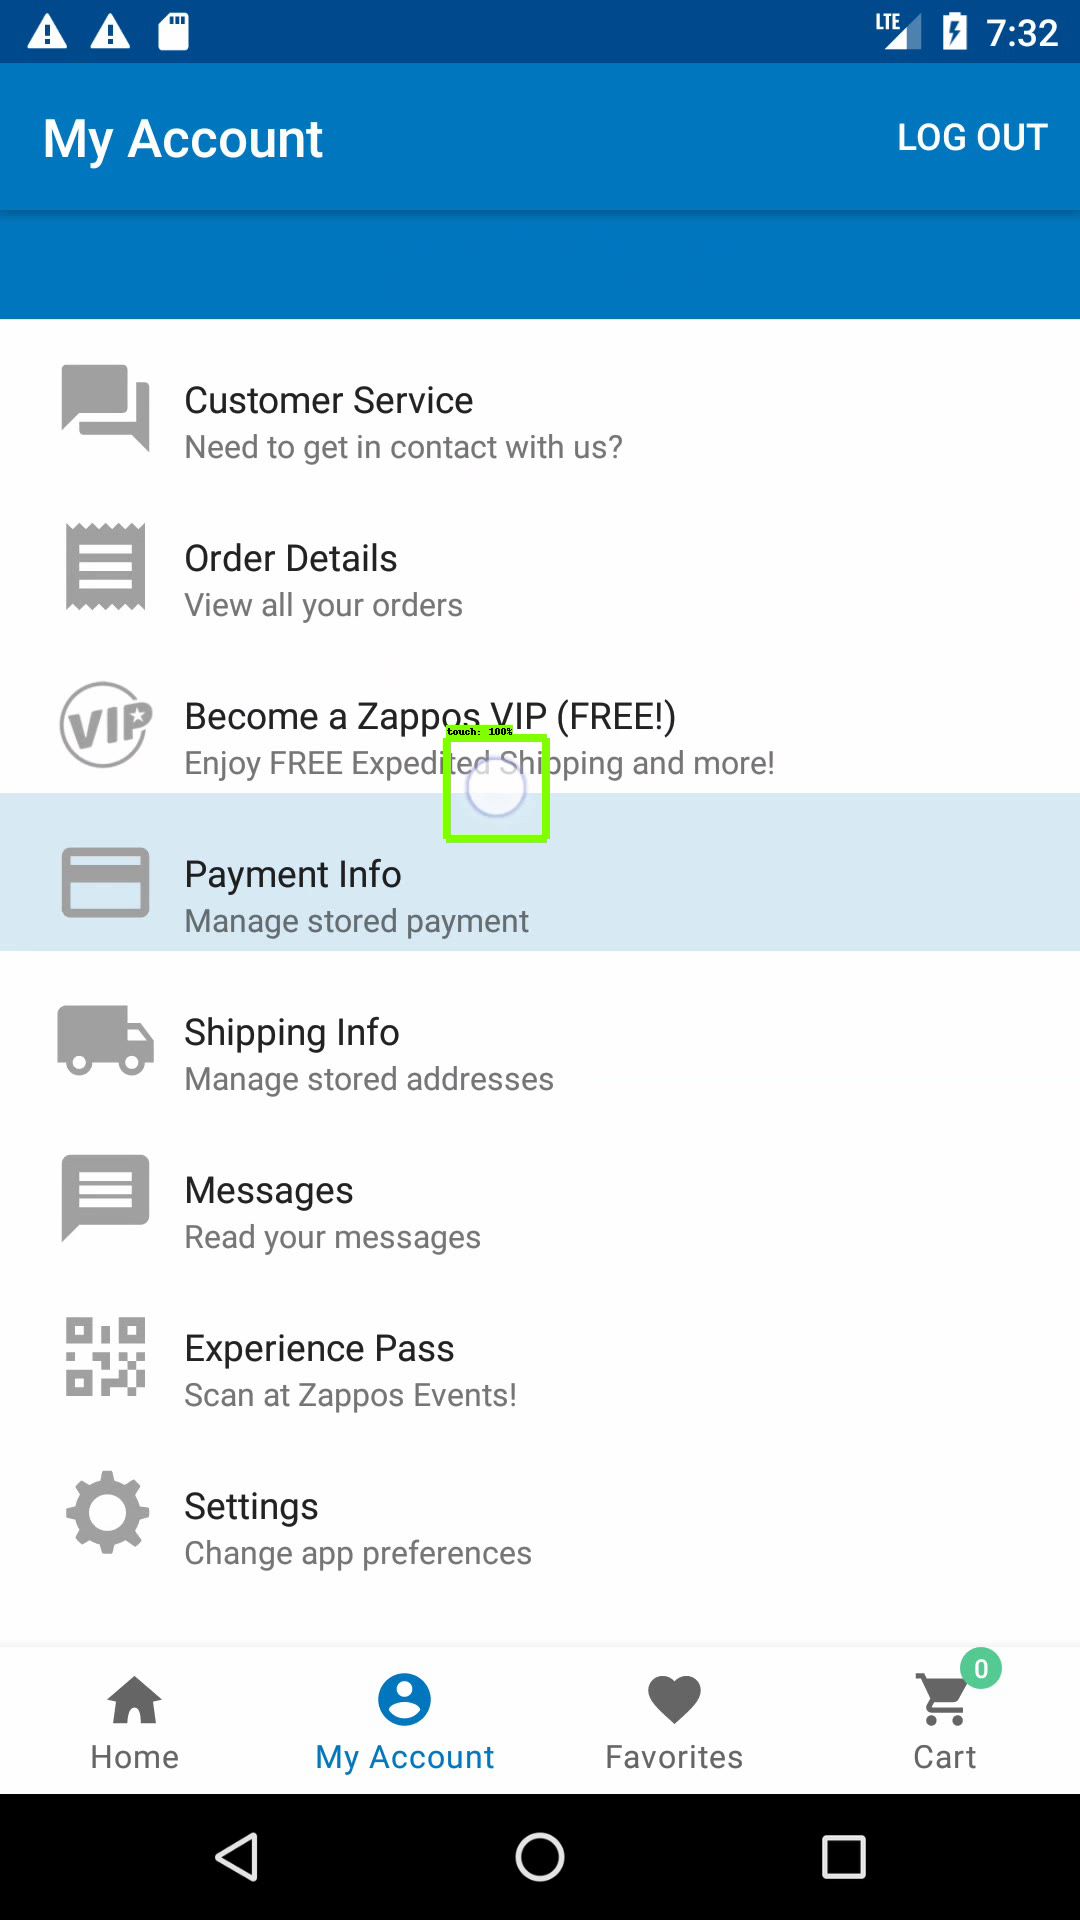 LTE 7:32
My Account LOG OUT
Customer Service
Need to get in contact with us?
Order Details
View all your orders
VIP
Become a Zappos VIP (FREE!)
touch: 100%
Enjoy FREE Expedited Shipping and more!
Payment Info
Manage stored payment
Shipping Info
Manage stored addresses
Messages
Read your messages
Experience Pass
Scan at Zappos Events!
Settings
Change app preferences
0
Home My Account Favorites Cart